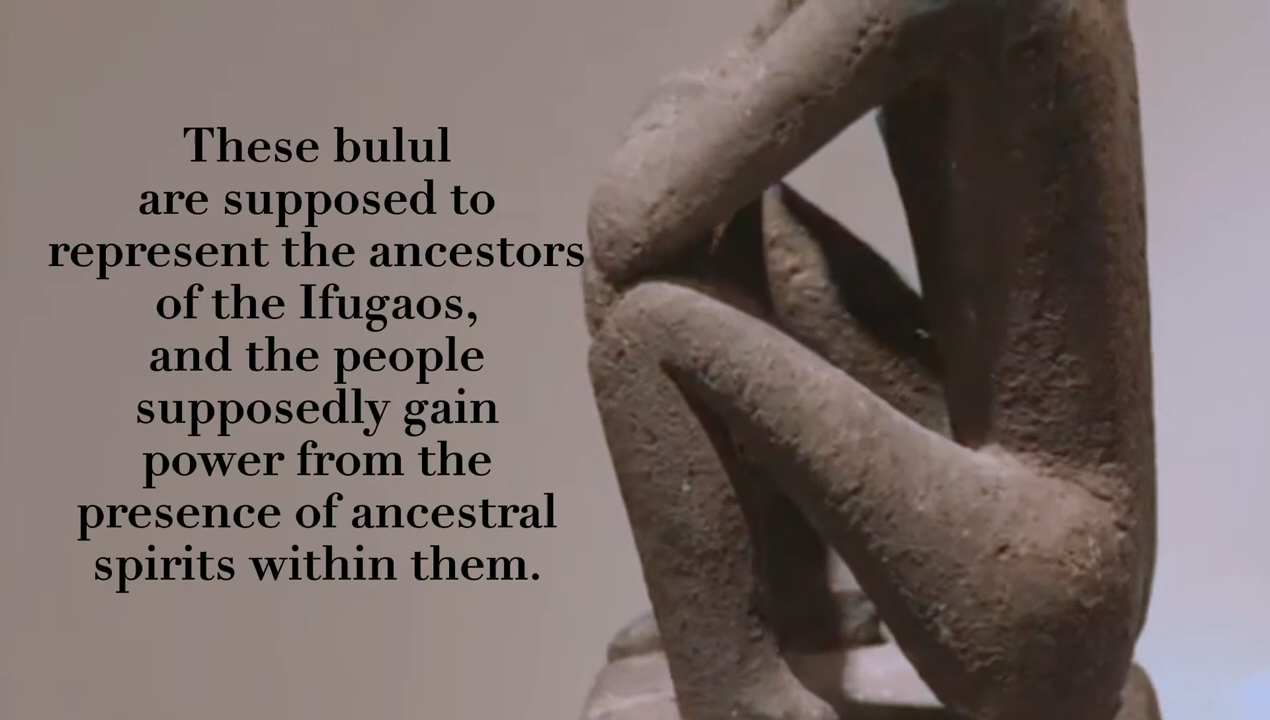 These bulul
are supposed to
represent the ancestors
of the Ifugaos,
and the people
supposedly gain
power from the
presence of ancestral
spirits within them.